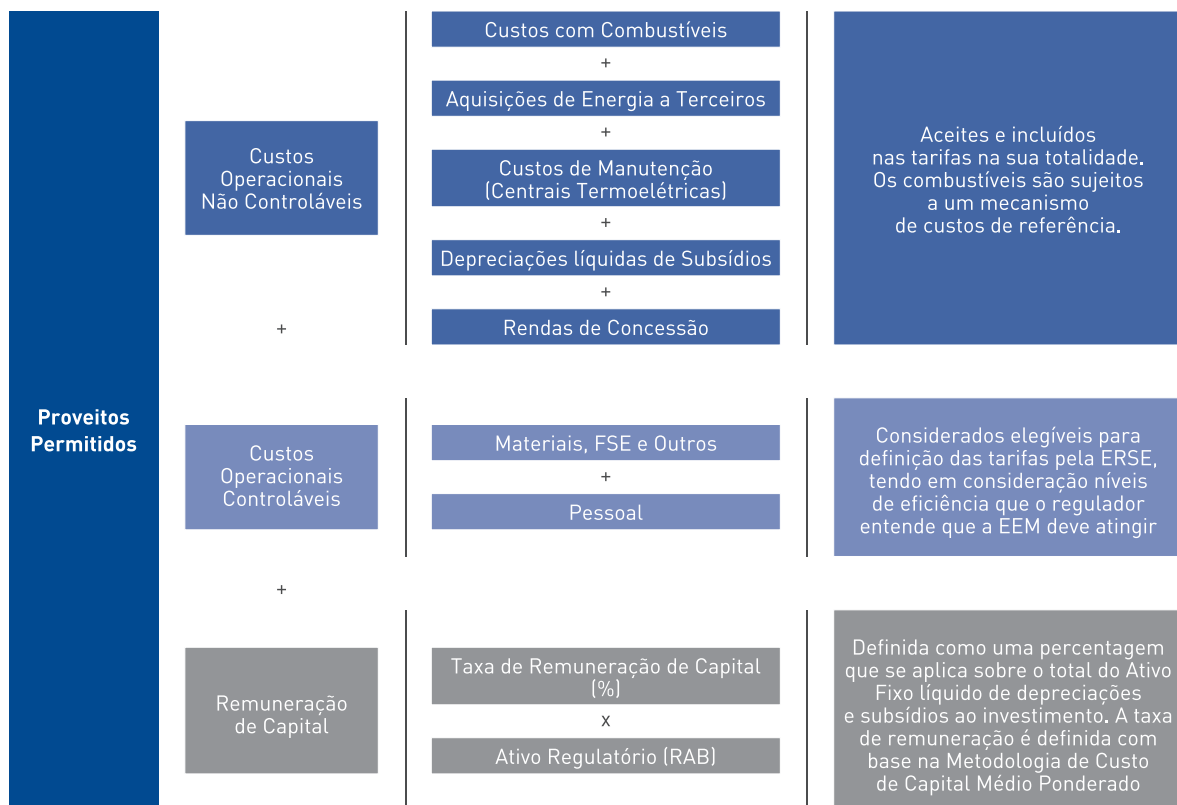 Proveitos
Permitidos
Custos
Operacionais
Não Controláveis
+
Custos
Operacionais
Controláveis
+
Remuneração
de Capital
Custos com Combustíveis
+
Aquisições de Energia a Terceiros
+
Custos de Manutenção
(Centrais Termoelétricas)
+
Depreciações líquidas de Subsídios
+
Rendas de Concessão
Aceites e incluídos
nas tarifas na sua totalidade.
Os combustíveis são sujeitos
a um mecanismo
de custos de referência.
Materiais, FSE e Outros
+
Pessoal
Considerados elegíveis para
definição das tarifas pela ERSE,
tendo em consideração níveis
de eficiência que o regulador
entende que a EEM deve atingir
Taxa de Remuneração de Capital
(%)
x
Ativo Regulatório (RAB)
Definida como uma percentagem
que se aplica sobre o total do Ativo
Fixo líquido de depreciações
e subsídios ao investimento. A taxa
de remuneração é definida com
base na Metodologia de Custo
de Capital Médio Ponderado